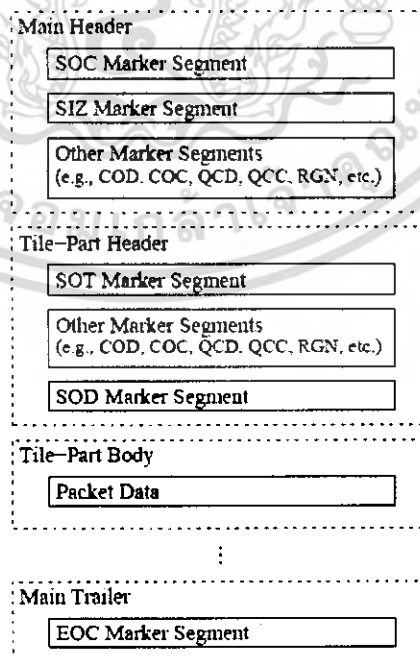 Main Header
SOC Marker Segment
SIZ Marker Segment
Other Marker Segments
(e.g., COD. COC, QCD, QCC, RGN, etc.)
Tile–Part Header
SOT Marker Segment
Other Marker Segments
(e.g., COD, COC, QCD. QCC, RGN, etc.)
SOD Marker Segment
Tile–Part Body
Packet Data
⋮
Main Trailer
EOC Marker Segment